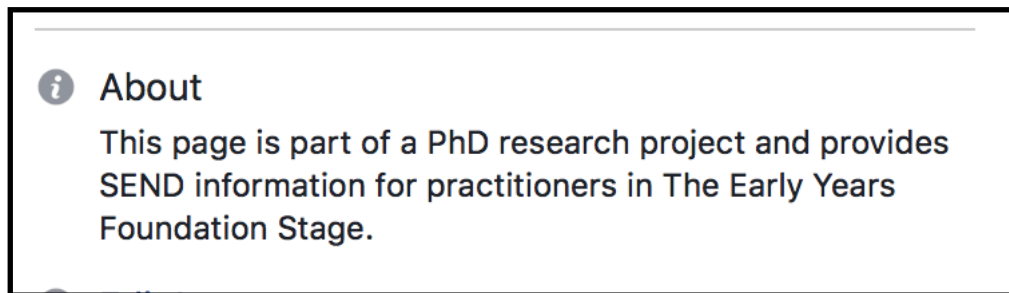 About
This page is part of a PhD research project and provides
SEND information for practitioners in The Early Years
Foundation Stage.